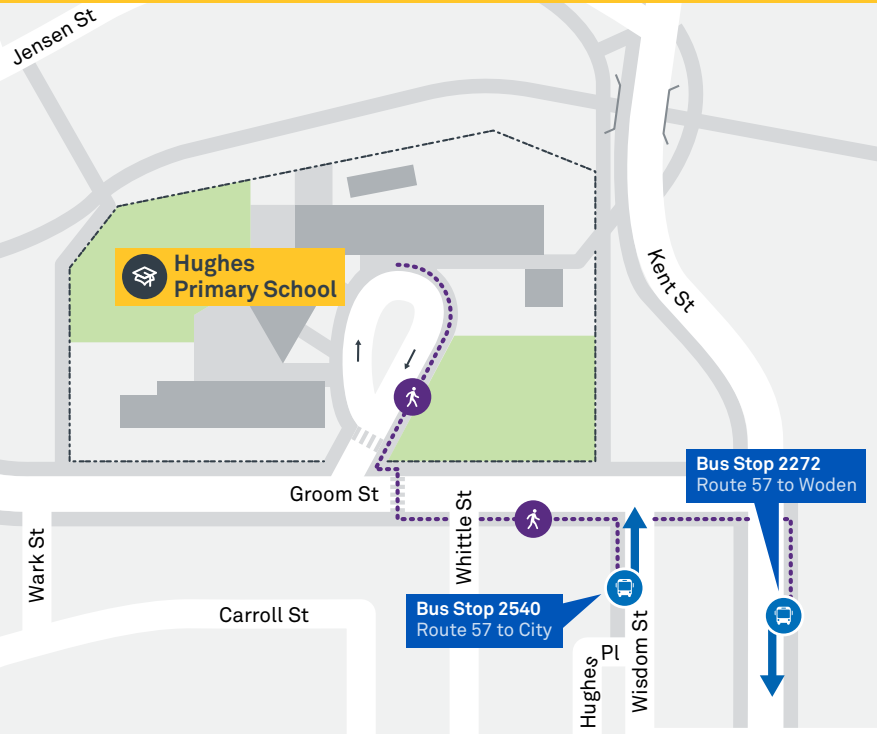 Jensen St
Hughes
Primary School
Kent St
Bus Stop 2272
Route 57 to Woden
Groom St
Whittle St
Wark St
Carroll St
Bus Stop 2540
Route 57 to City
Hughes
Pl
Wisdom St